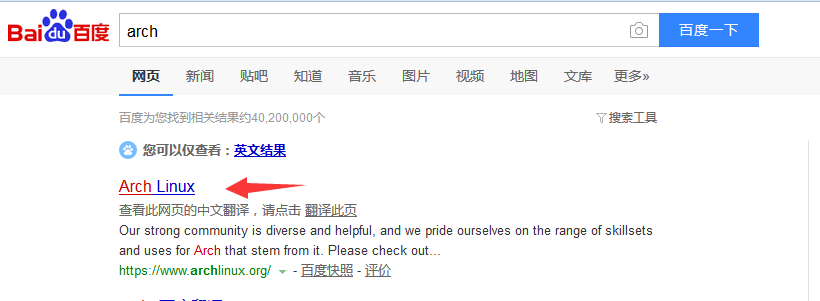 Bai du 百度 arch 百度一下
网页 新闻 贴吧 知道 音乐 图片 视频 地图 文库 更多»
百度为您找到相关结果约40,200,000个 搜索工具
您可以仅查看：英文结果
Arch Linux
查看此网页的中文翻译，请点击 翻译此页
Our strong community is diverse and helpful, and we pride ourselves on the range of skillsets
and uses for Arch that stem from it. Please check out...
https://www.archlinux.org/ - 百度快照 - 评价